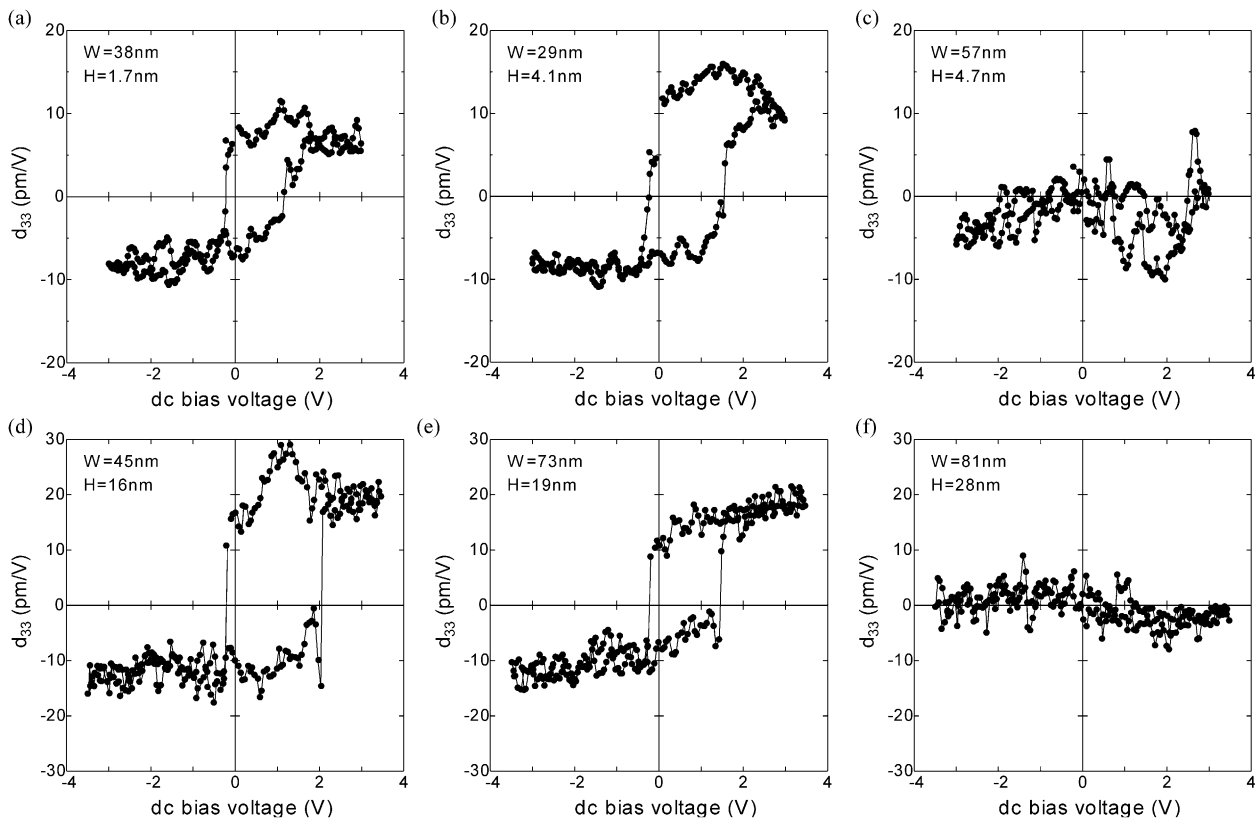 (a)
W=38nm
H=1.7nm
20
10
0
-10
-20
-4
-2
0
2
4
d33 (pm/V)
dc bias voltage (V)
(b)
W=29nm
H=4.1nm
20
10
0
-10
-20
-4
-2
0
2
4
d33 (pm/V)
dc bias voltage (V)
(c)
W=57nm
H=4.7nm
20
10
0
-10
-20
-4
-2
0
2
4
d33 (pm/V)
dc bias voltage (V)
(d)
W=45nm
H=16nm
30
20
10
0
-10
-20
-30
-4
-2
0
2
4
d33 (pm/V)
dc bias voltage (V)
(e)
W=73nm
H=19nm
30
20
10
0
-10
-20
-30
-4
-2
0
2
4
d33 (pm/V)
dc bias voltage (V)
(f)
W=81nm
H=28nm
30
20
10
0
-10
-20
-30
-4
-2
0
2
4
d33 (pm/V)
dc bias voltage (V)